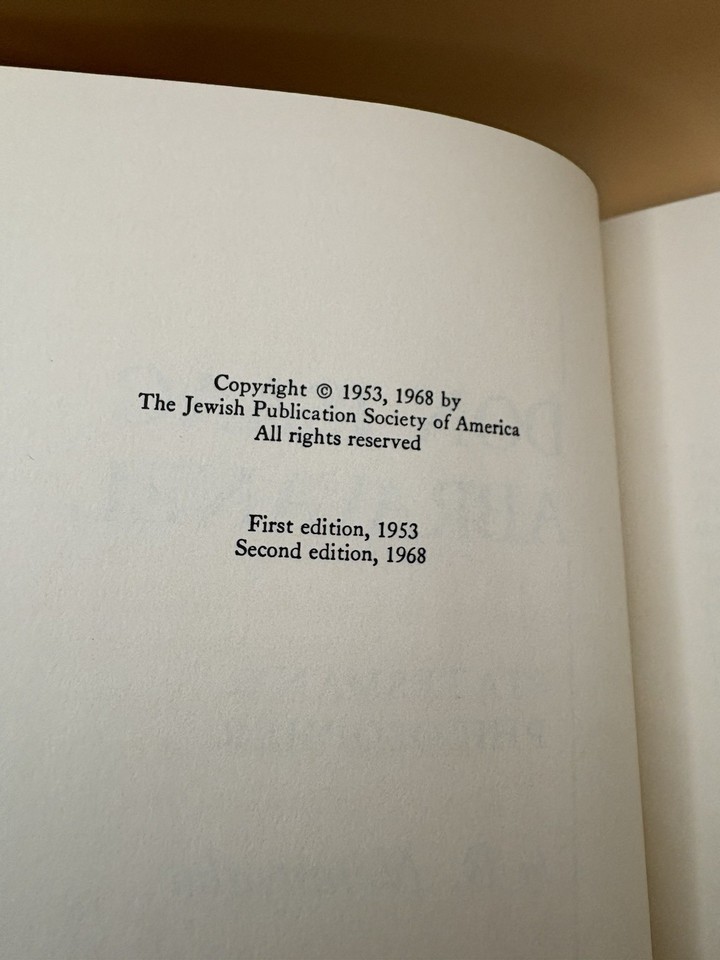 Copyright © 1953, 1968 by
The Jewish Publication Society of America
All rights reserved
First edition, 1953
Second edition, 1968